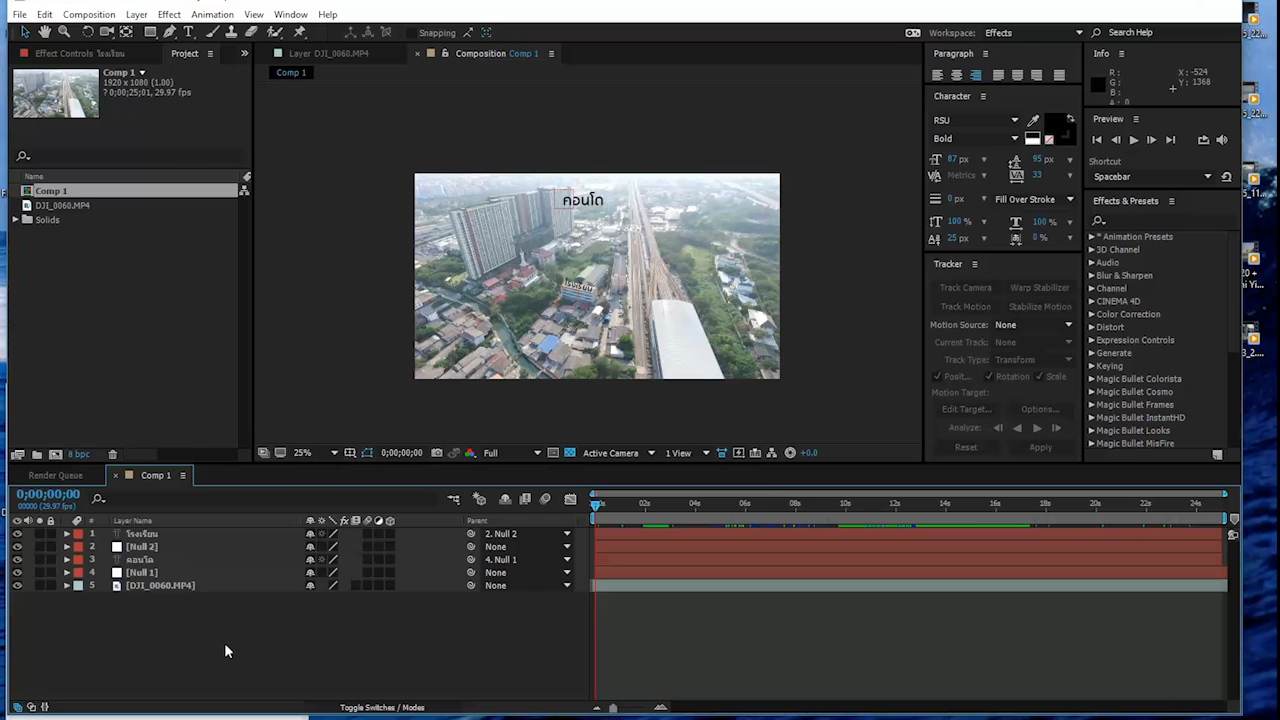 File Edit Composition Layer Effect Animation View Window Help
Snapping
Workspace: Effects
Search Help
Effect Controls โรงเรียน
Project
Layer DJI_0060.MP4
Composition Comp 1
Comp 1
Comp 1
1920 x 1080 (1.00)
? 0;00;25;01, 29.97 fps
Name
Comp 1
DJI_0060.MP4
Solids
8 bpc
คอนโด
โรงเรียน
25%
0;00;00;00
Full
Active Camera
1 View
+0.0
Paragraph
Character
RSU
Bold
87 px
95 px
Metrics
33
0 px
Fill Over Stroke
100 %
100 %
25 px
0 %
Tracker
Track Camera
Warp Stabilizer
Track Motion
Stabilize Motion
Motion Source: None
Current Track: None
Track Type: Transform
Posit...
Rotation
Scale
Motion Target:
Edit Target...
Options...
Analyze:
Reset
Apply
Info
R:
G:
B:
A: 0
X: -524
Y: 1368
Preview
Shortcut
Spacebar
Effects & Presets
* Animation Presets
3D Channel
Audio
Blur & Sharpen
Channel
CINEMA 4D
Color Correction
Distort
Expression Controls
Generate
Keying
Magic Bullet Colorista
Magic Bullet Cosmo
Magic Bullet Frames
Magic Bullet InstantHD
Magic Bullet Looks
Magic Bullet MisFire
Render Queue
Comp 1
0;00;00;00
00000 (29.97 fps)
# Layer Name
Parent
1 โรงเรียน 2. Null 2
2 [Null 2] None
3 คอนโด 4. Null 1
4 [Null 1] None
5 [DJI_0060.MP4] None
02s 04s 06s 08s 10s 12s 14s 16s 18s 20s 22s 24s
Toggle Switches / Modes